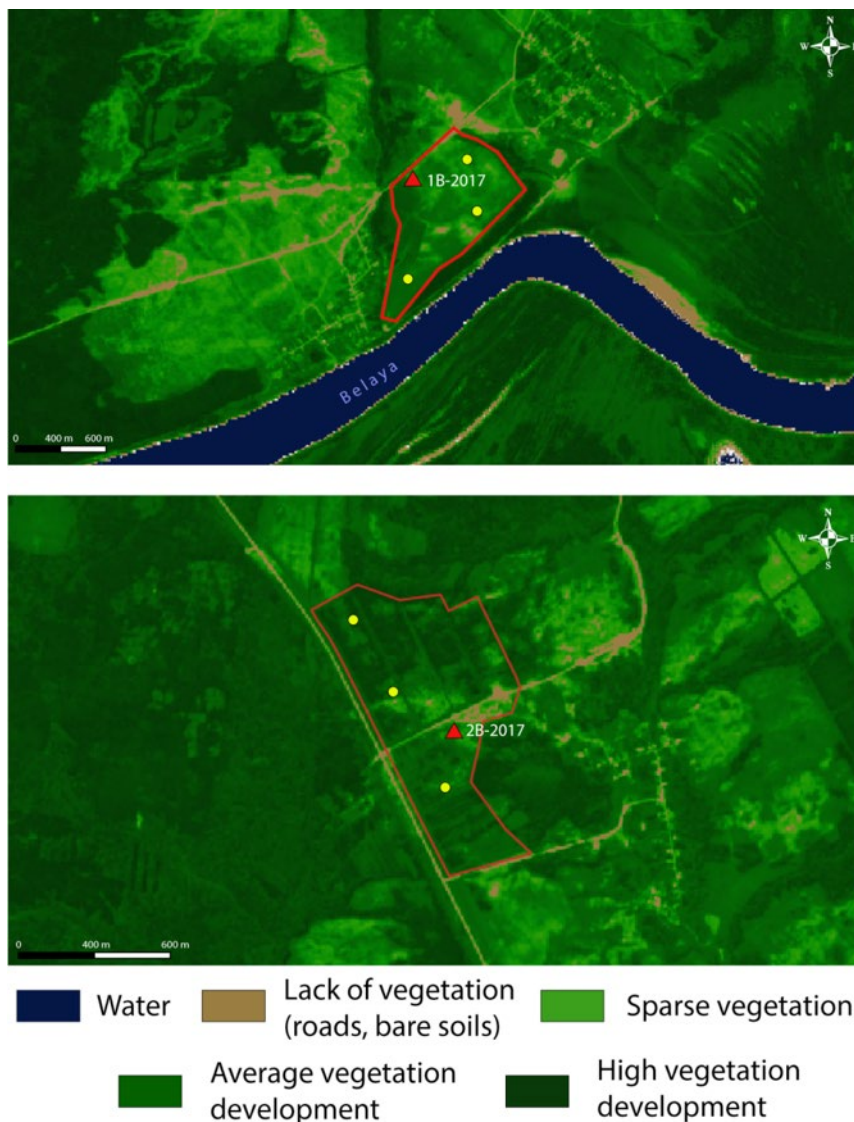 N
W
S
1B-2017
Belaya
0 400 m 600 m
N
W E
S
2B-2017
0 400 m 600 m
Water
Lack of vegetation
(roads, bare soils)
Sparse vegetation
Average vegetation
development
High vegetation
development